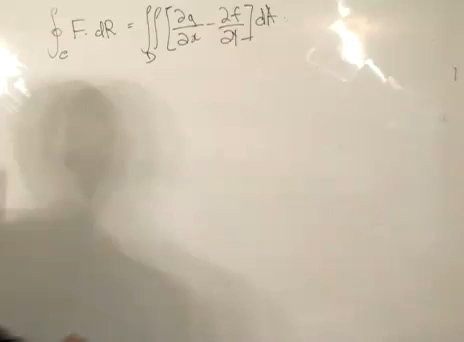 ∮_C F. dR = ∬_D [∂g/∂x - ∂f/∂y] dA